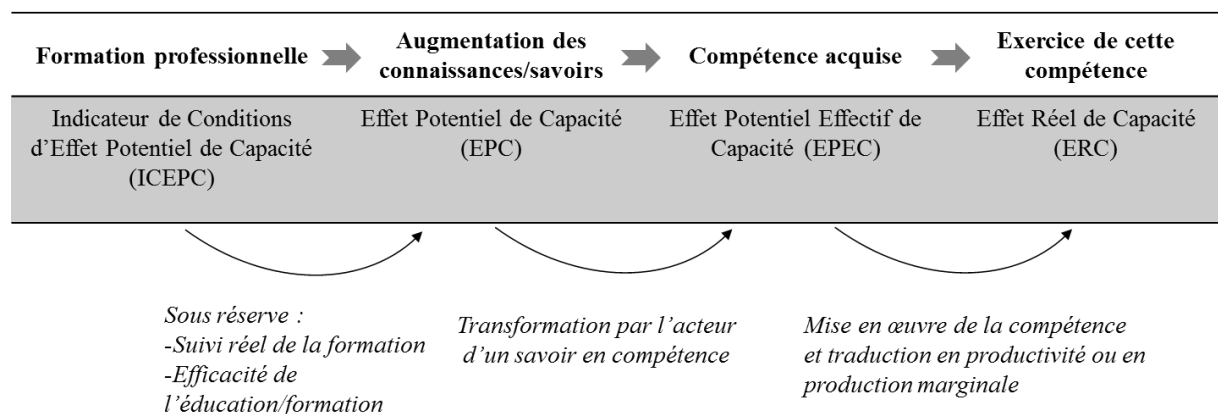 Formation professionnelle
Augmentation des
connaissances/savoirs
Compétence acquise
Exercice de cette
compétence
Indicateur de Conditions
d’Effet Potentiel de Capacité
(ICEPC)
Effet Potentiel de Capacité
(EPC)
Effet Potentiel Effectif de
Capacité (EPEC)
Effet Réel de Capacité
(ERC)
Sous réserve :
-Suivi réel de la formation
-Efficacité de
l’éducation/formation
Transformation par l’acteur
d’un savoir en compétence
Mise en œuvre de la compétence
et traduction en productivité ou en
production marginale